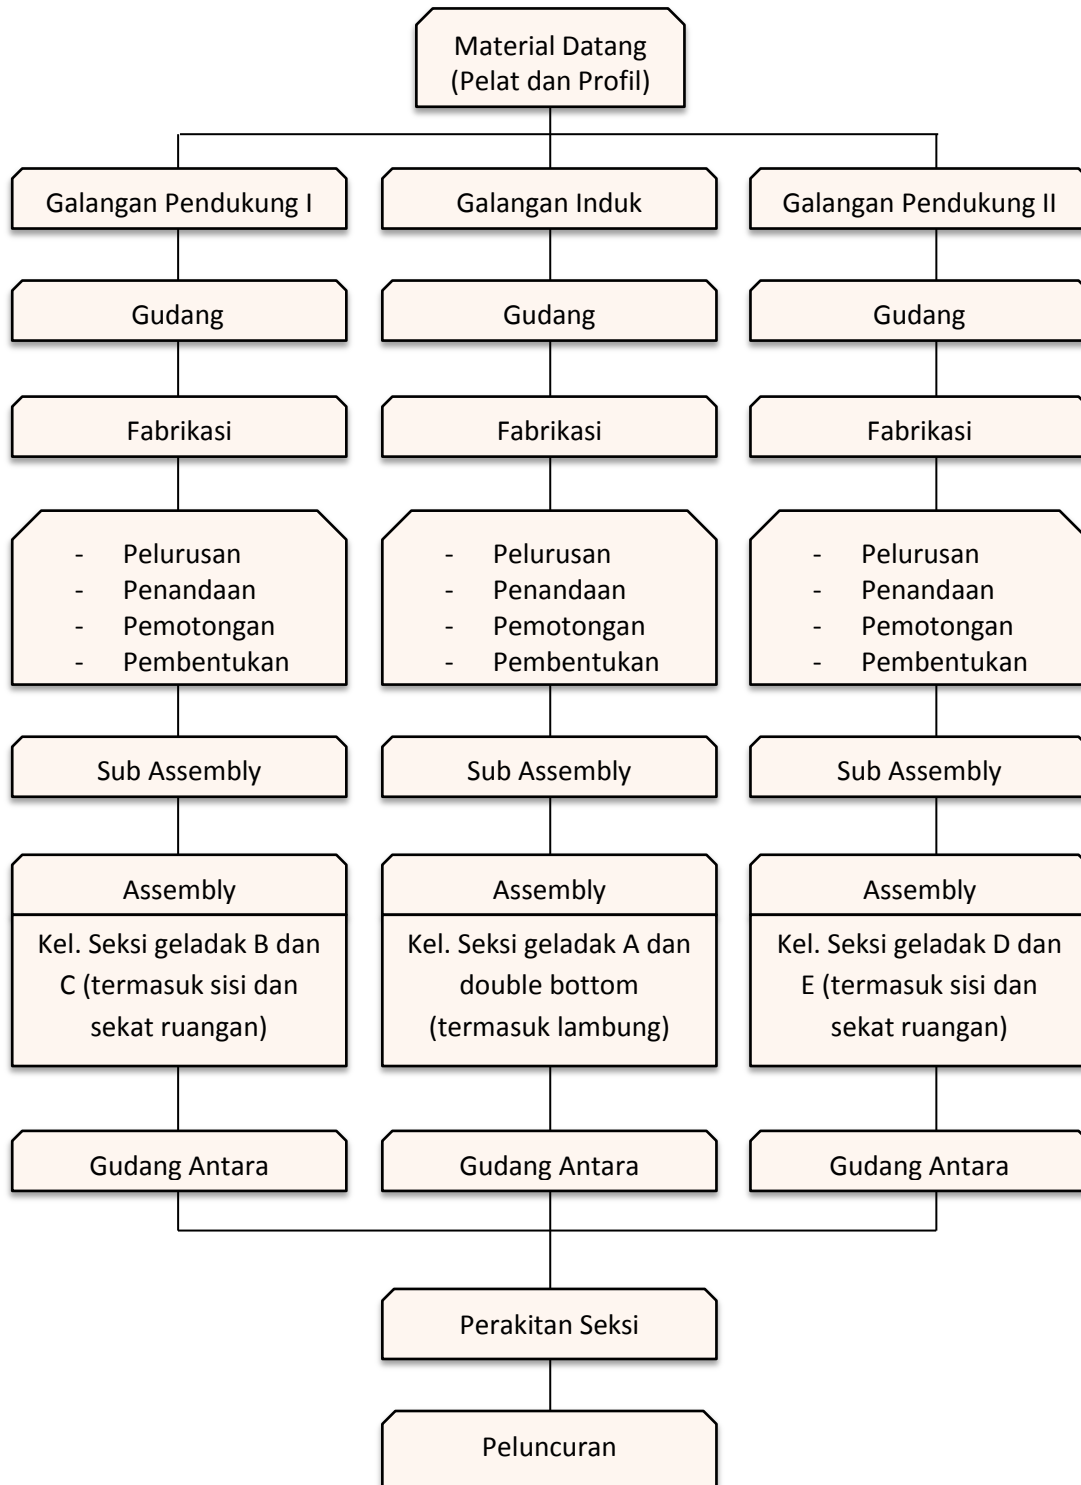 Material Datang
(Pelat dan Profil)
Galangan Pendukung I
Galangan Induk
Galangan Pendukung II
Gudang
Gudang
Gudang
Fabrikasi
Fabrikasi
Fabrikasi
- Pelurusan
- Penandaan
- Pemotongan
- Pembentukan
- Pelurusan
- Penandaan
- Pemotongan
- Pembentukan
- Pelurusan
- Penandaan
- Pemotongan
- Pembentukan
Sub Assembly
Sub Assembly
Sub Assembly
Assembly
Kel. Seksi geladak B dan
C (termasuk sisi dan
sekat ruangan)
Assembly
Kel. Seksi geladak A dan
double bottom
(termasuk lambung)
Assembly
Kel. Seksi geladak D dan
E (termasuk sisi dan
sekat ruangan)
Gudang Antara
Gudang Antara
Gudang Antara
Perakitan Seksi
Peluncuran